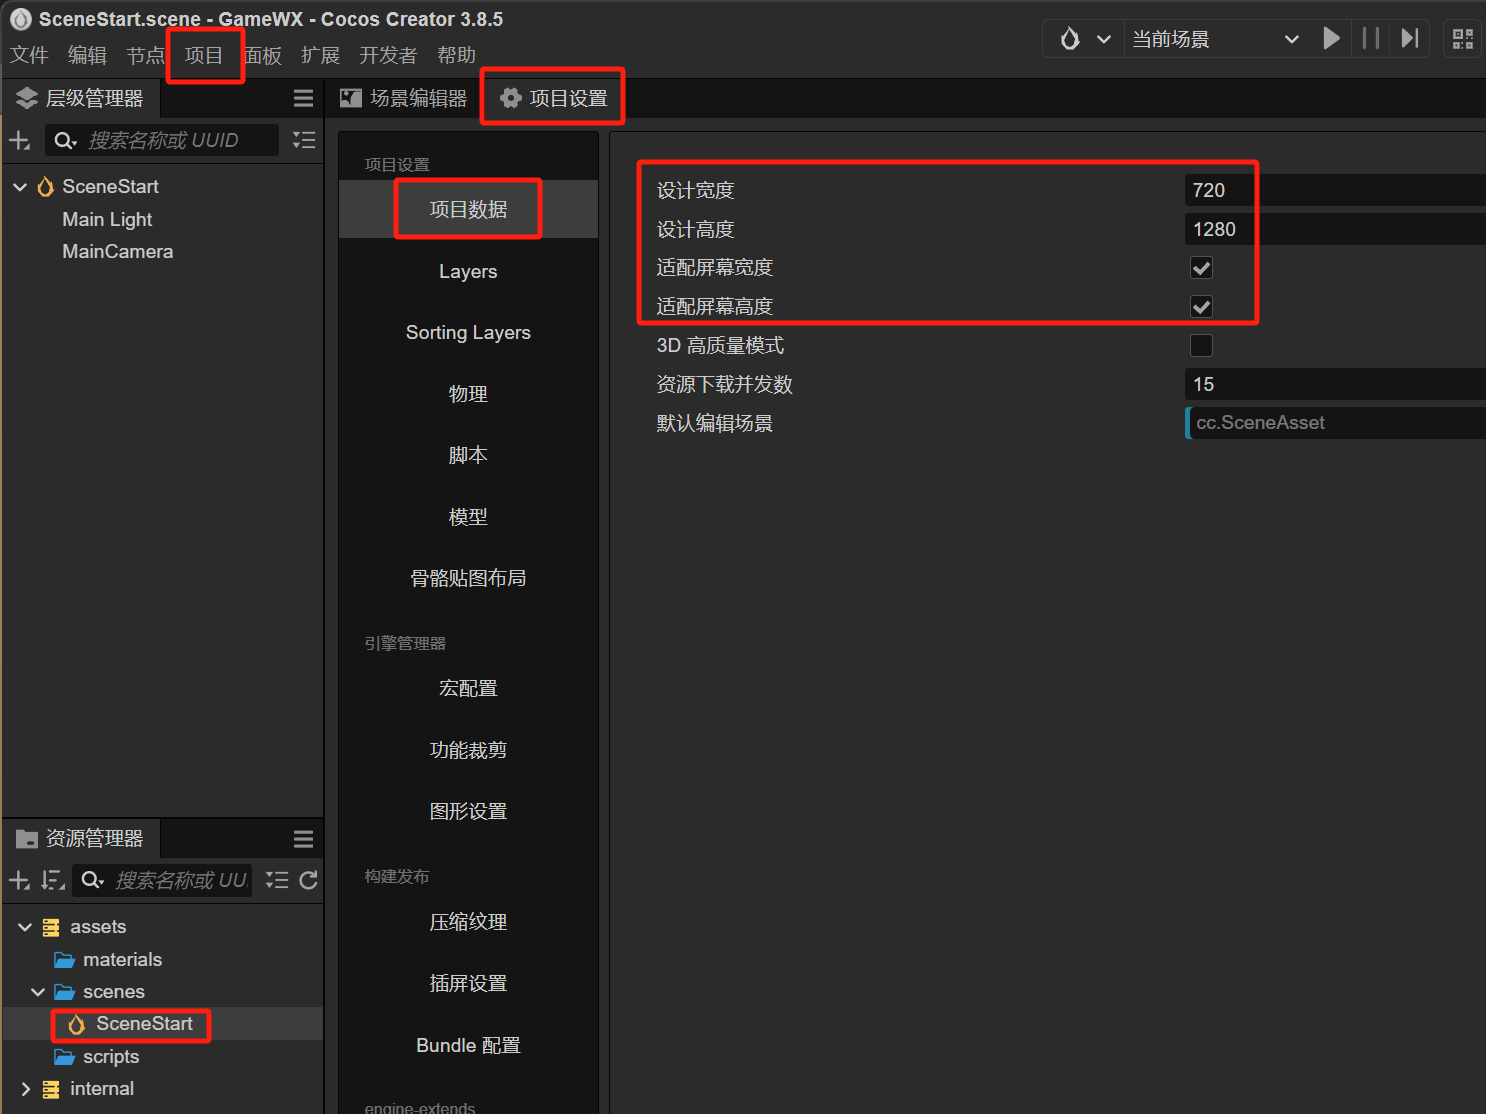 SceneStart.scene - GameWX - Cocos Creator 3.8.5
文件 编辑 节点 项目 面板 扩展 开发者 帮助
当前场景
层级管理器
搜索名称或 UUID
SceneStart
Main Light
MainCamera
场景编辑器 项目设置
项目设置
项目数据
Layers
Sorting Layers
物理
脚本
模型
骨骼贴图布局
引擎管理器
宏配置
功能裁剪
图形设置
构建发布
压缩纹理
插屏设置
Bundle 配置
engine-extends
设计宽度 720
设计高度 1280
适配屏幕宽度
适配屏幕高度
3D 高质量模式
资源下载并发数 15
默认编辑场景 cc.SceneAsset
资源管理器
搜索名称或 UU
assets
materials
scenes
SceneStart
scripts
internal